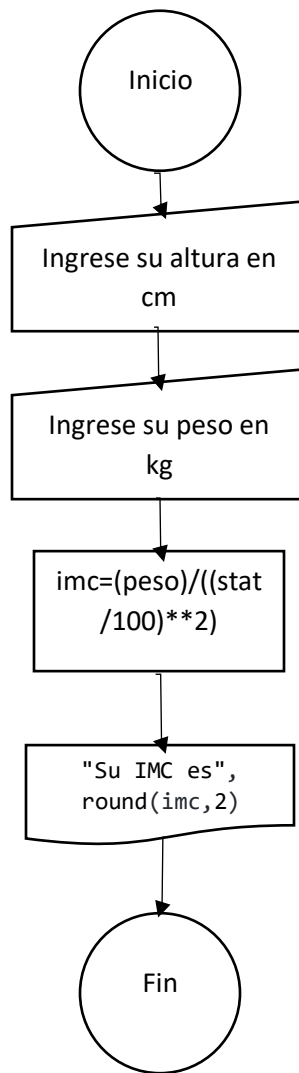 Inicio
Ingrese su altura en
cm
Ingrese su peso en
kg
imc=(peso)/((stat
/100)**2)
"Su IMC es",
round(imc,2)
Fin